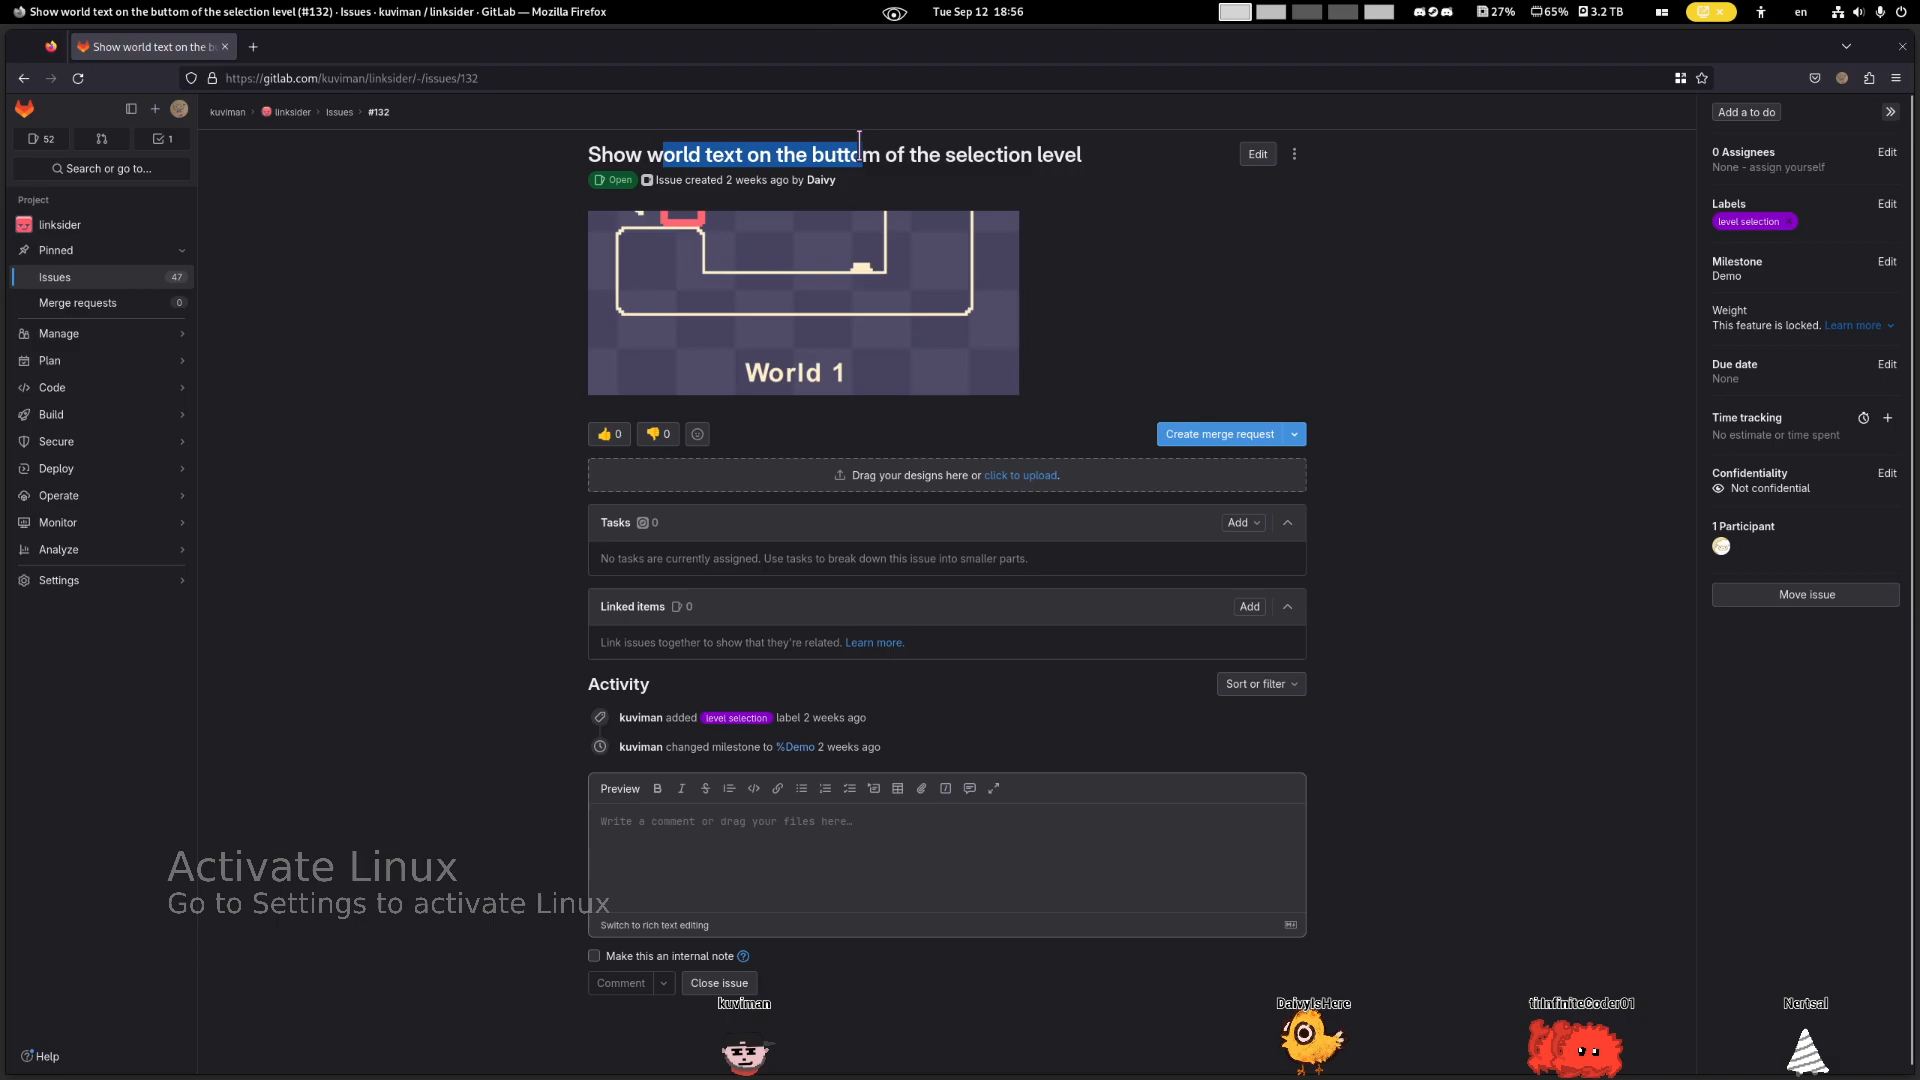 Show world text on the buttom of the selection level (#132) · Issues · kuviman / linksider · GitLab — Mozilla Firefox
Tue Sep 12 18:56
27%
65%
3.2 TB
en
Show world text on the bu
https://gitlab.com/kuviman/linksider/-/issues/132
52
1
Search or go to...
Project
linksider
Pinned
Issues 47
Merge requests 0
Manage
Plan
Code
Build
Secure
Deploy
Operate
Monitor
Analyze
Settings
Help
kuviman > linksider > Issues > #132
Show world text on the buttom of the selection level
Edit
Open Issue created 2 weeks ago by Daivy
World 1
0 0
Create merge request
Drag your designs here or click to upload.
Tasks 0
Add
No tasks are currently assigned. Use tasks to break down this issue into smaller parts.
Linked items 0
Add
Link issues together to show that they're related. Learn more.
Activity
Sort or filter
kuviman added level selection label 2 weeks ago
kuviman changed milestone to %Demo 2 weeks ago
Preview
Write a comment or drag your files here…
Switch to rich text editing
Make this an internal note
Comment
Close issue
Add a to do
0 Assignees Edit
None - assign yourself
Labels Edit
level selection
Milestone Edit
Demo
Weight
This feature is locked. Learn more
Due date Edit
None
Time tracking
No estimate or time spent
Confidentiality Edit
Not confidential
1 Participant
Move issue
Activate Linux
Go to Settings to activate Linux
kuviman
DaivyIsHere
Nertsal